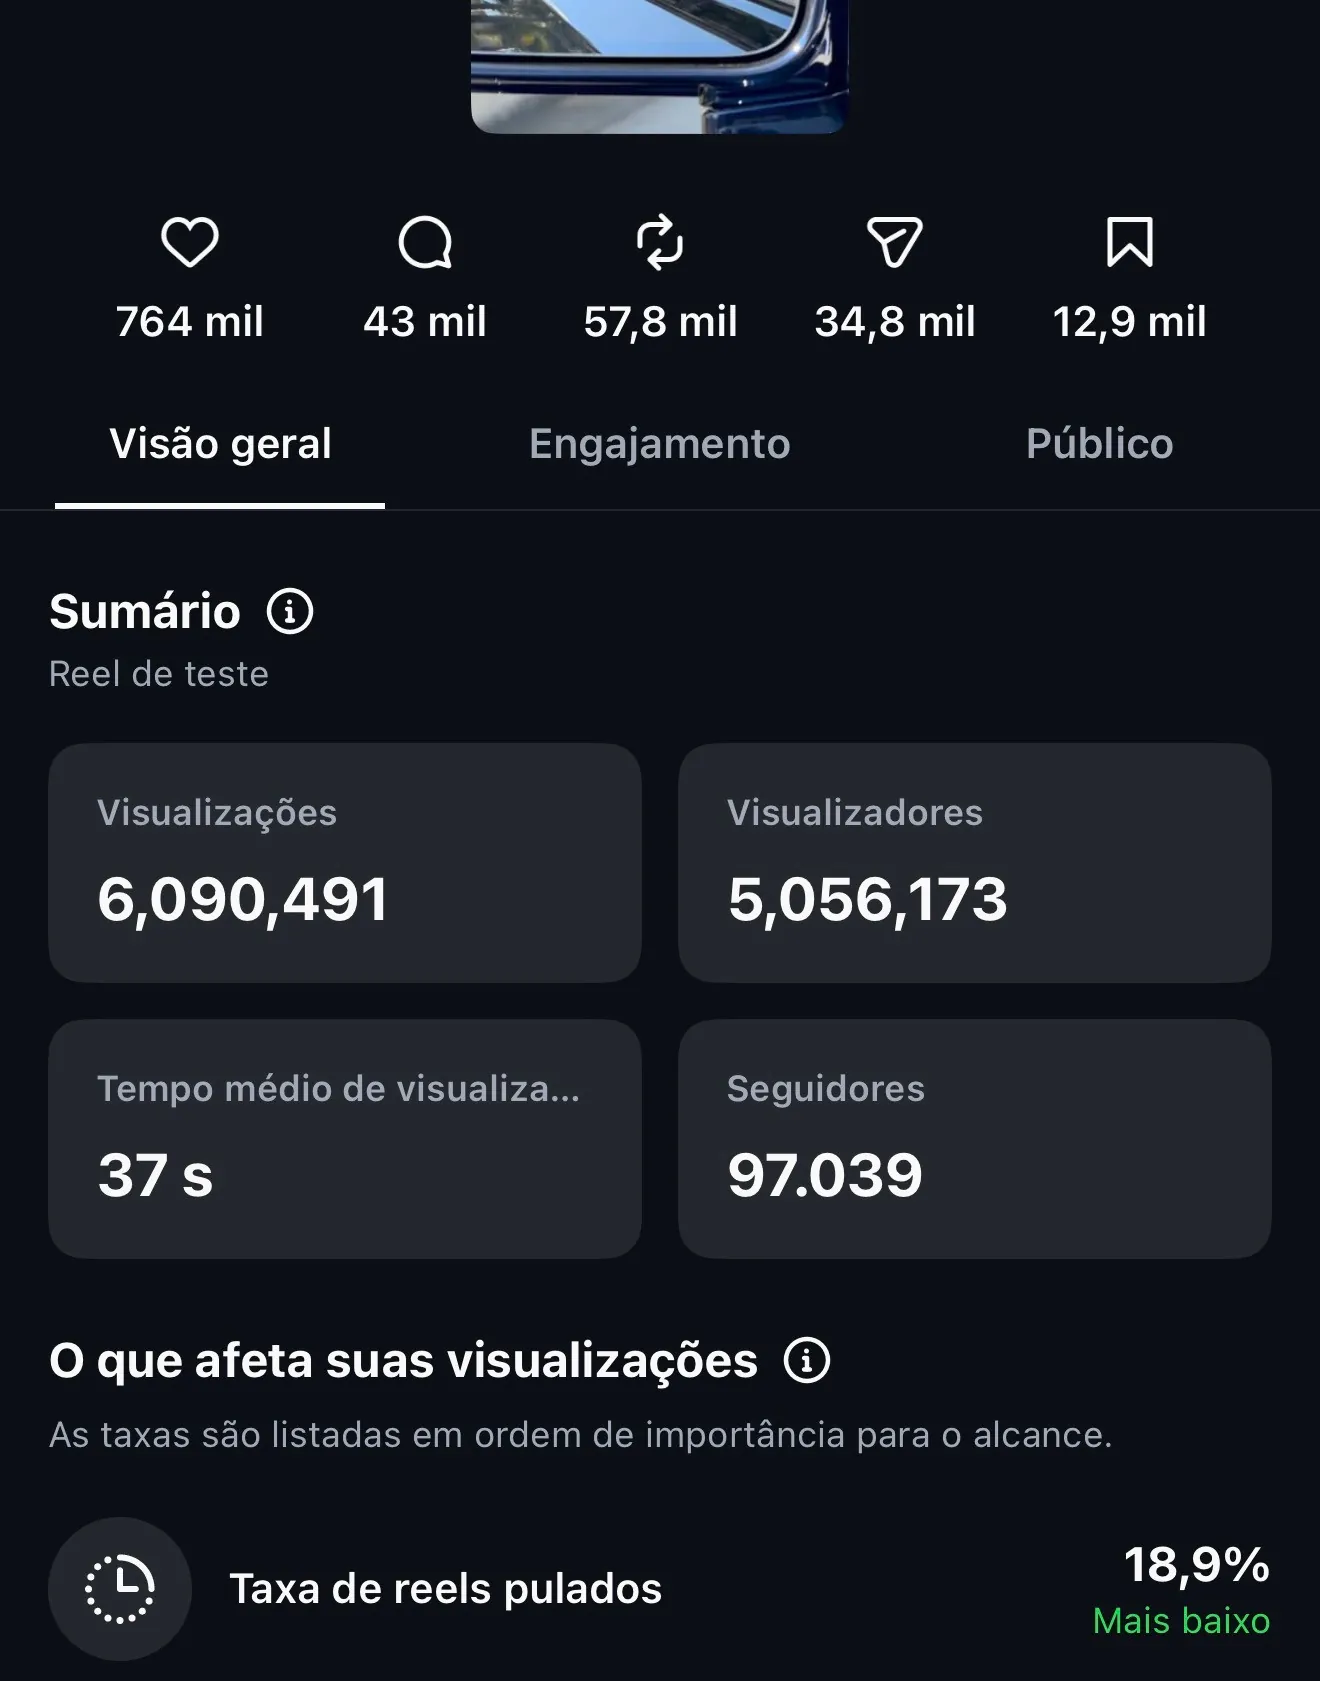 764 mil 43 mil 57,8 mil 34,8 mil 12,9 mil
Visão geral Engajamento Público
Sumário
Reel de teste
Visualizações Visualizadores
6,090,491 5,056,173
Tempo médio de visualiza... Seguidores
37 s 97.039
O que afeta suas visualizações
As taxas são listadas em ordem de importância para o alcance.
Taxa de reels pulados 18,9%
Mais baixo